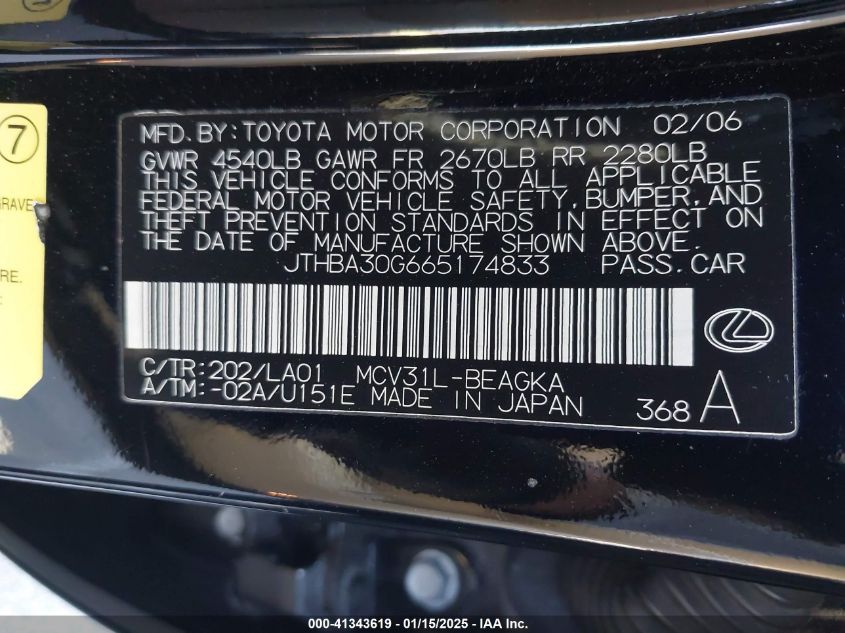 MFD. BY: TOYOTA MOTOR CORPORATION 02/06
GVWR 4540LB GAWR FR 2670LB RR 2280LB
THIS VEHICLE CONFORMS TO ALL APPLICABLE
FEDERAL MOTOR VEHICLE SAFETY, BUMPER, AND
THEFT PREVENTION STANDARDS IN EFFECT ON
THE DATE OF MANUFACTURE SHOWN ABOVE.
JTHBA30G665174833 PASS. CAR
C/TR: 202/LA01 MCV31L-BEAGKA
A/TM: -02A/U151E MADE IN JAPAN
368 A
7
RE.
000-41343619 - 01/15/2025 - IAA Inc.